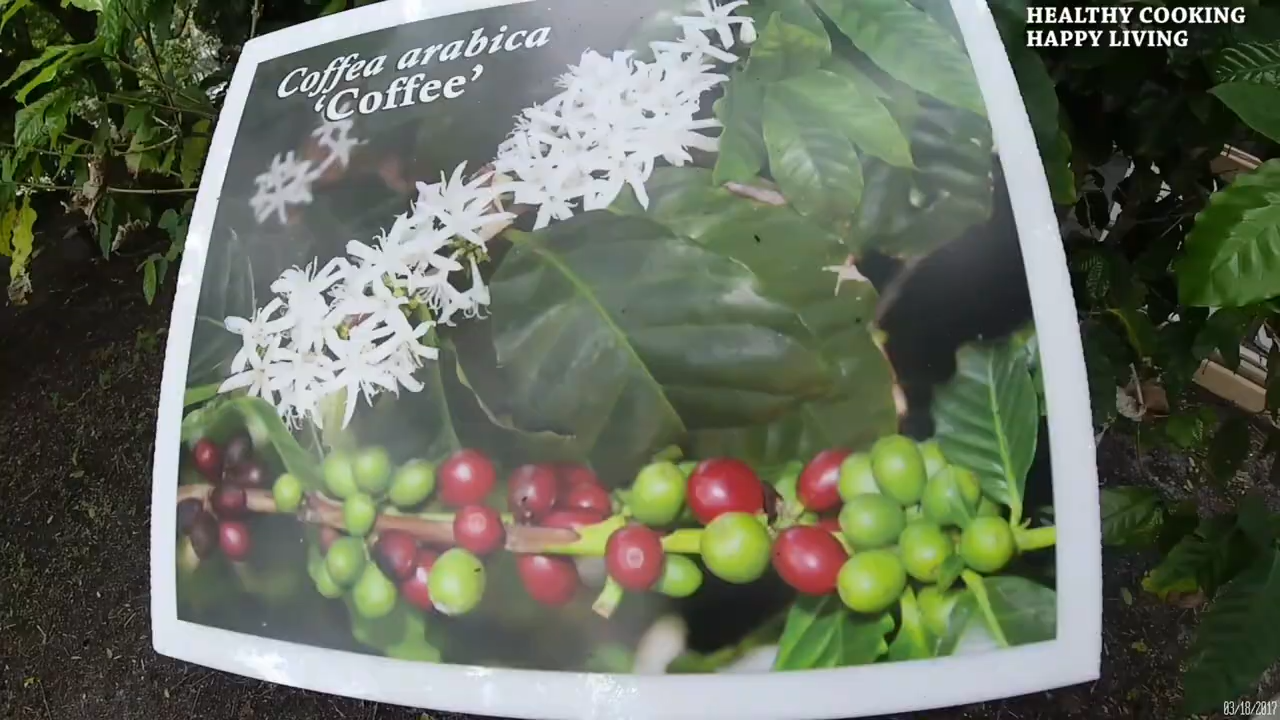 Coffea arabica
‘Coffee’
HEALTHY COOKING
HAPPY LIVING
03/18/2017